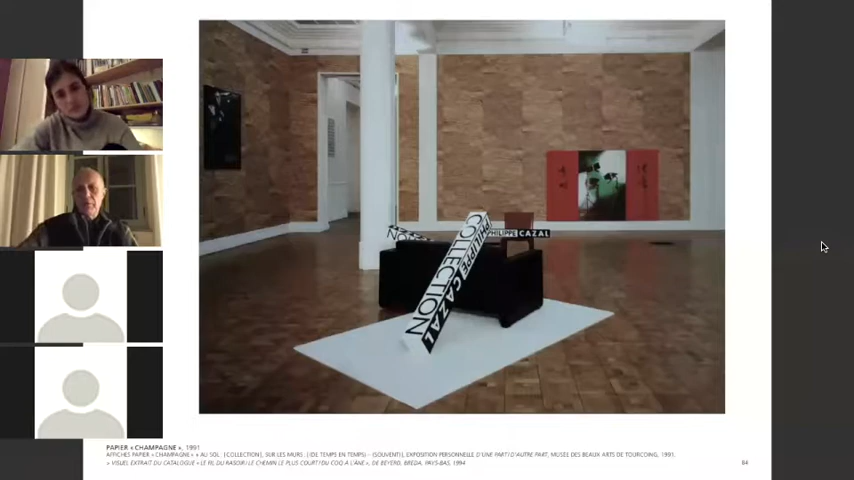 COLLECTION
PHILIPPE CAZAL
PHILIPPE CAZAL
PAPIER « CHAMPAGNE », 1991
AFFICHES PAPIER « CHAMPAGNE » » AU SOL : [COLLECTION], SUR LES MURS : (DE TEMPS EN TEMPS) – (SOUVENT), EXPOSITION PERSONNELLE D'UNE PART/D'AUTRE PART, MUSÉE DES BEAUX ARTS DE TOURCOING, 1991.
» VISUEL EXTRAIT DU CATALOGUE « LE FIL DU RASOIR/LE CHEMIN LE PLUS COURT/DU COQ À L'ÂNE », DE BEYERD, BREDA, PAYS-BAS, 1994
84